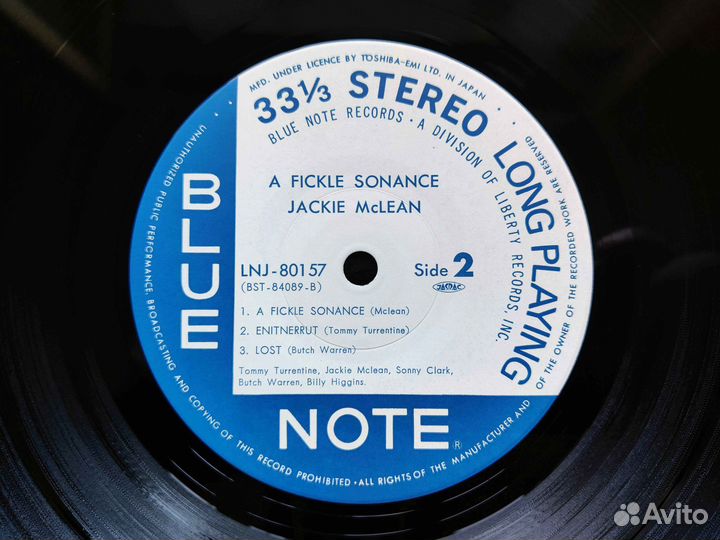 MFD. UNDER LICENCE BY TOSHIBA-EMI LTD. IN JAPAN
33⅓ STEREO LONG PLAYING
BLUE NOTE RECORDS · A DIVISION OF LIBERTY RECORDS, INC.
A FICKLE SONANCE
JACKIE McLEAN
LNJ-80157
(BST-84089-B)
Side 2
JASRAC
1. A FICKLE SONANCE (Mclean)
2. ENITNERRUT (Tommy Turrentine)
3. LOST (Butch Warren)
Tommy Turrentine, Jackie Mclean, Sonny Clark,
Butch Warren, Billy Higgins.
BLUE
NOTE ®
UNAUTHORIZED PUBLIC PERFORMANCE, BROADCASTING AND COPYING OF THIS RECORD PROHIBITED · ALL RIGHTS OF THE MANUFACTURER AND OF THE OWNER OF THE RECORDED WORK ARE RESERVED
Avito